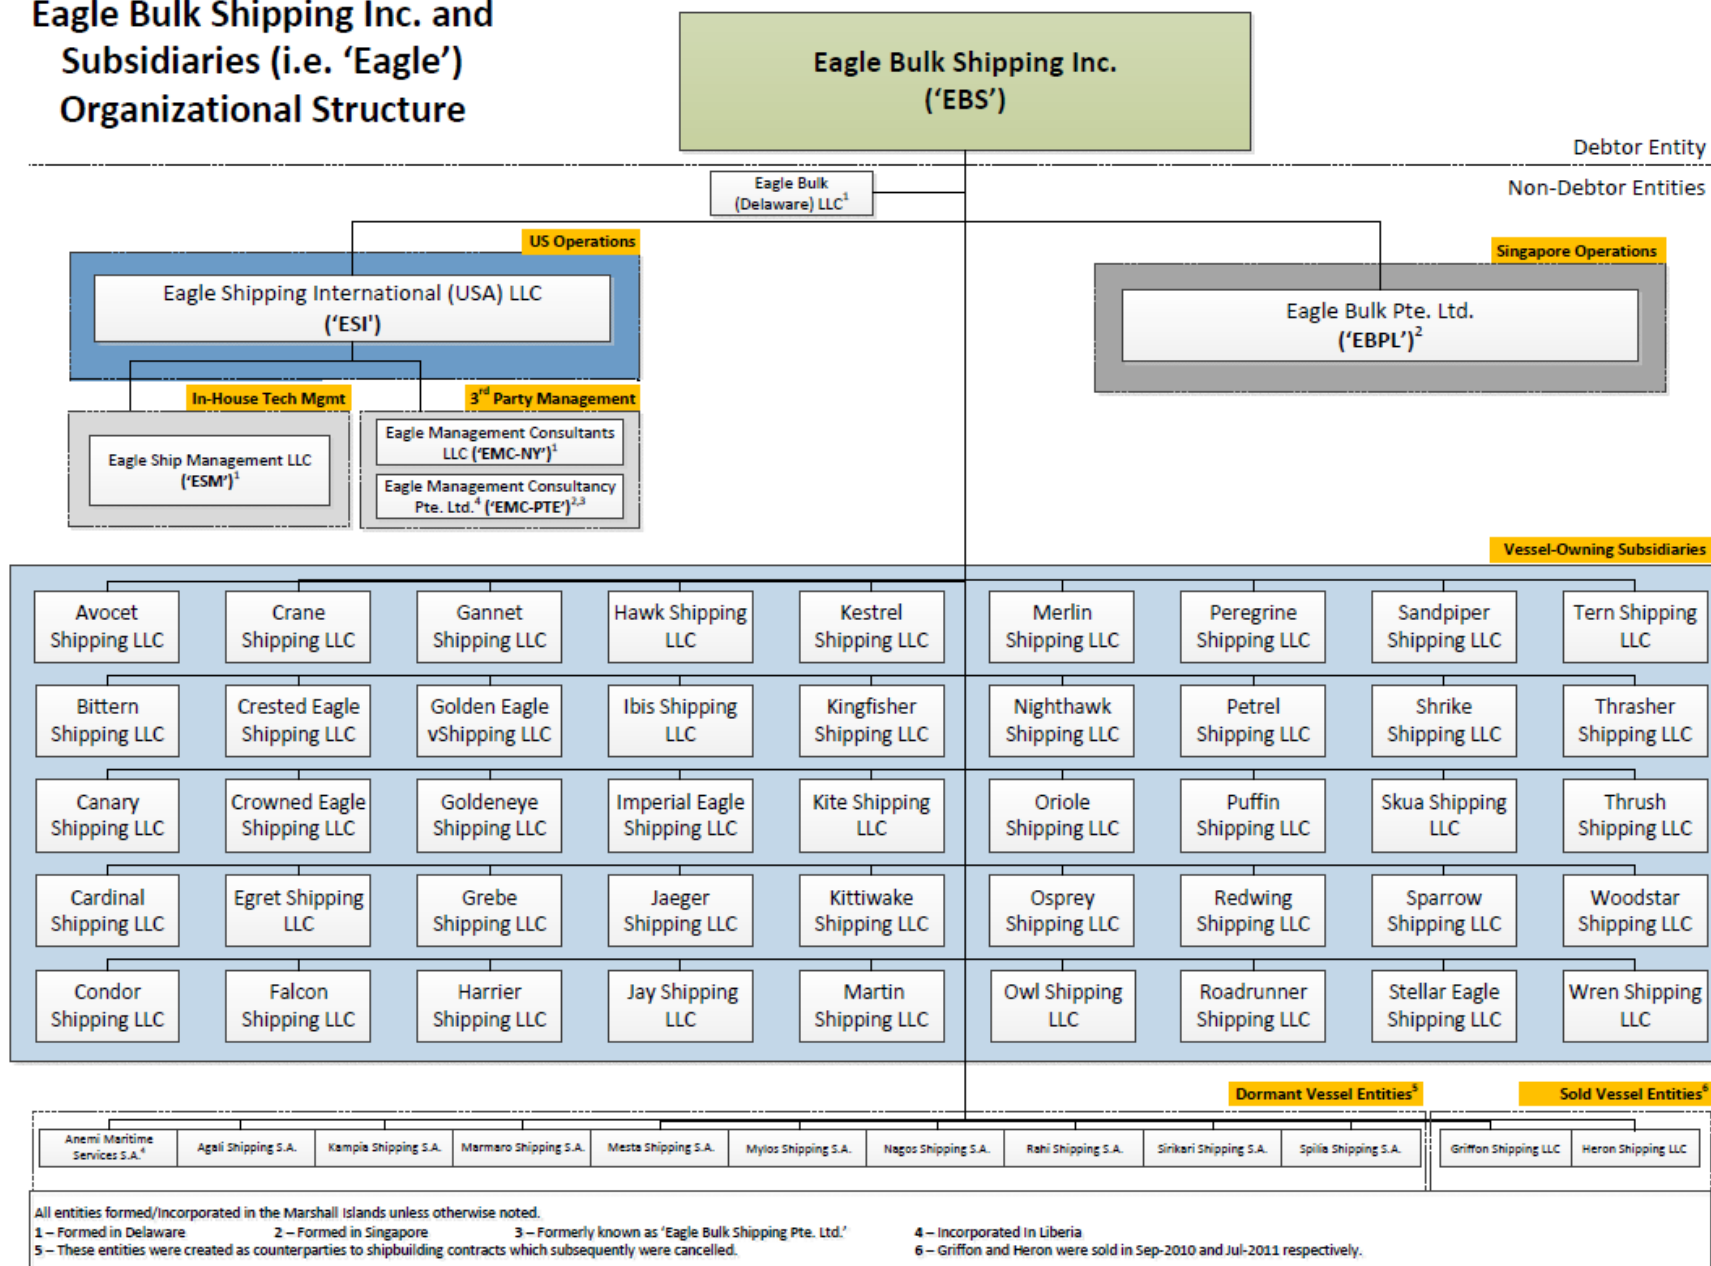 Eagle Bulk Shipping Inc. and
Subsidiaries (i.e. ‘Eagle’)
Organizational Structure
Eagle Bulk Shipping Inc.
(‘EBS’)
Debtor Entity
Non-Debtor Entities
Eagle Bulk
(Delaware) LLC¹
US Operations
Singapore Operations
Eagle Shipping International (USA) LLC
(‘ESI')
Eagle Bulk Pte. Ltd.
(‘EBPL’)²
In-House Tech Mgmt
3rd Party Management
Eagle Ship Management LLC
(‘ESM’)¹
Eagle Management Consultants
LLC (‘EMC-NY’)¹
Eagle Management Consultancy
Pte. Ltd.⁴ (‘EMC-PTE’)²,³
Vessel-Owning Subsidiaries
Avocet
Shipping LLC
Crane
Shipping LLC
Gannet
Shipping LLC
Hawk Shipping
LLC
Kestrel
Shipping LLC
Merlin
Shipping LLC
Peregrine
Shipping LLC
Sandpiper
Shipping LLC
Tern Shipping
LLC
Bittern
Shipping LLC
Crested Eagle
Shipping LLC
Golden Eagle
vShipping LLC
Ibis Shipping
LLC
Kingfisher
Shipping LLC
Nighthawk
Shipping LLC
Petrel
Shipping LLC
Shrike
Shipping LLC
Thrasher
Shipping LLC
Canary
Shipping LLC
Crowned Eagle
Shipping LLC
Goldeneye
Shipping LLC
Imperial Eagle
Shipping LLC
Kite Shipping
LLC
Oriole
Shipping LLC
Puffin
Shipping LLC
Skua Shipping
LLC
Thrush
Shipping LLC
Cardinal
Shipping LLC
Egret Shipping
LLC
Grebe
Shipping LLC
Jaeger
Shipping LLC
Kittiwake
Shipping LLC
Osprey
Shipping LLC
Redwing
Shipping LLC
Sparrow
Shipping LLC
Woodstar
Shipping LLC
Condor
Shipping LLC
Falcon
Shipping LLC
Harrier
Shipping LLC
Jay Shipping
LLC
Martin
Shipping LLC
Owl Shipping
LLC
Roadrunner
Shipping LLC
Stellar Eagle
Shipping LLC
Wren Shipping
LLC
Dormant Vessel Entities⁵
Sold Vessel Entities⁶
Anemi Maritime
Services S.A.⁴
Agali Shipping S.A.
Kampia Shipping S.A.
Marmaro Shipping S.A.
Mesta Shipping S.A.
Mylos Shipping S.A.
Nagos Shipping S.A.
Rahi Shipping S.A.
Sirikari Shipping S.A.
Spilia Shipping S.A.
Griffon Shipping LLC
Heron Shipping LLC
All entities formed/Incorporated in the Marshall Islands unless otherwise noted.
1 – Formed in Delaware 2 – Formed in Singapore 3 – Formerly known as ‘Eagle Bulk Shipping Pte. Ltd.’ 4 – Incorporated In Liberia
5 – These entities were created as counterparties to shipbuilding contracts which subsequently were cancelled. 6 – Griffon and Heron were sold in Sep-2010 and Jul-2011 respectively.